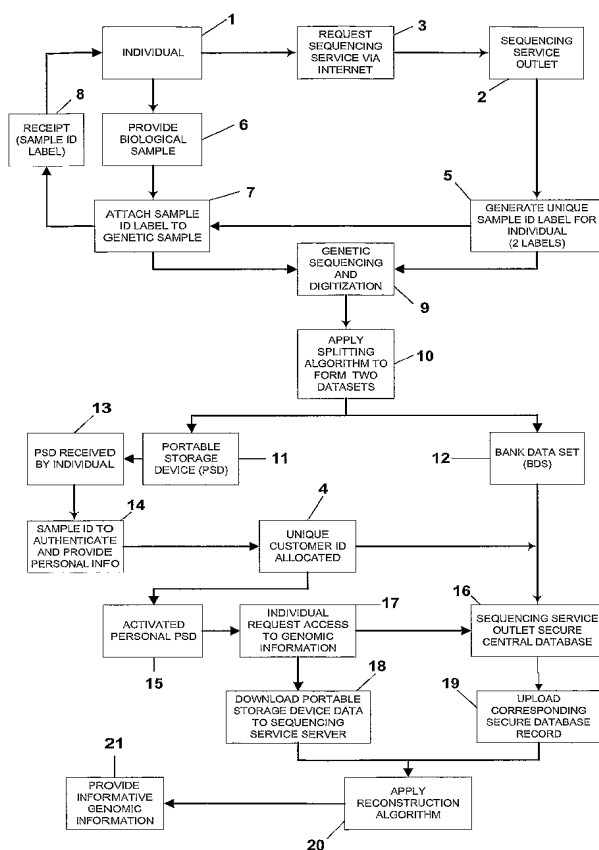 1
INDIVIDUAL
3
REQUEST
SEQUENCING
SERVICE VIA
INTERNET
SEQUENCING
SERVICE
OUTLET
2
8
RECEIPT
(SAMPLE ID
LABEL)
6
PROVIDE
BIOLOGICAL
SAMPLE
7
ATTACH SAMPLE
ID LABEL TO
GENETIC SAMPLE
5
GENERATE UNIQUE
SAMPLE ID LABEL FOR
INDIVIDUAL
(2 LABELS)
GENETIC
SEQUENCING
AND
DIGITIZATION
9
APPLY
SPLITTING
ALGORITHM TO
FORM TWO
DATASETS
10
13
PSD RECEIVED
BY INDIVIDUAL
PORTABLE
STORAGE
DEVICE (PSD)
11
12
BANK DATA SET
(BDS)
14
SAMPLE ID TO
AUTHENTICATE
AND PROVIDE
PERSONAL INFO
4
UNIQUE
CUSTOMER ID
ALLOCATED
ACTIVATED
PERSONAL PSD
15
17
INDIVIDUAL
REQUEST ACCESS
TO GENOMIC
INFORMATION
16
SEQUENCING SERVICE
OUTLET SECURE
CENTRAL DATABASE
18
DOWNLOAD PORTABLE
STORAGE DEVICE DATA
TO SEQUENCING
SERVICE SERVER
19
UPLOAD
CORRESPONDING
SECURE DATABASE
RECORD
21
PROVIDE
INFORMATIVE
GENOMIC
INFORMATION
APPLY
RECONSTRUCTION
ALGORITHM
20